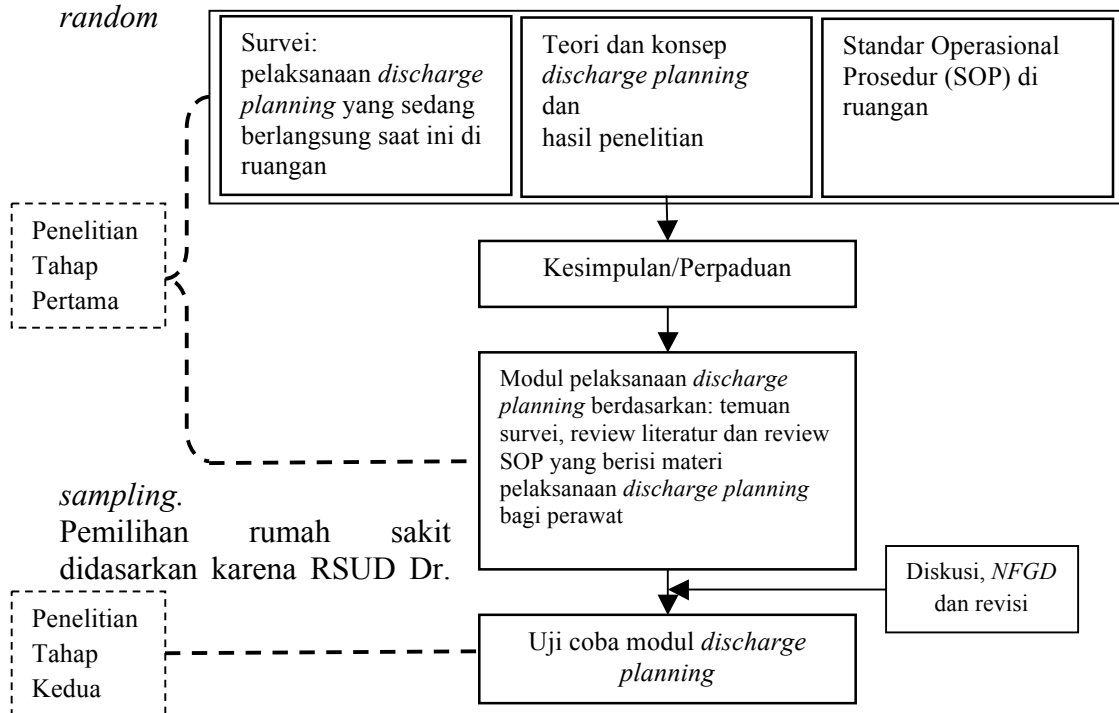 random
Survei:
pelaksanaan discharge
planning yang sedang
berlangsung saat ini di
ruangan
Teori dan konsep
discharge planning
dan
hasil penelitian
Standar Operasional
Prosedur (SOP) di
ruangan
Penelitian
Tahap
Pertama
Kesimpulan/Perpaduan
Modul pelaksanaan discharge
planning berdasarkan: temuan
survei, review literatur dan review
SOP yang berisi materi
pelaksanaan discharge planning
bagi perawat
sampling.
Pemilihan rumah sakit
didasarkan karena RSUD Dr.
Diskusi, NFGD
dan revisi
Penelitian
Tahap
Kedua
Uji coba modul discharge
planning